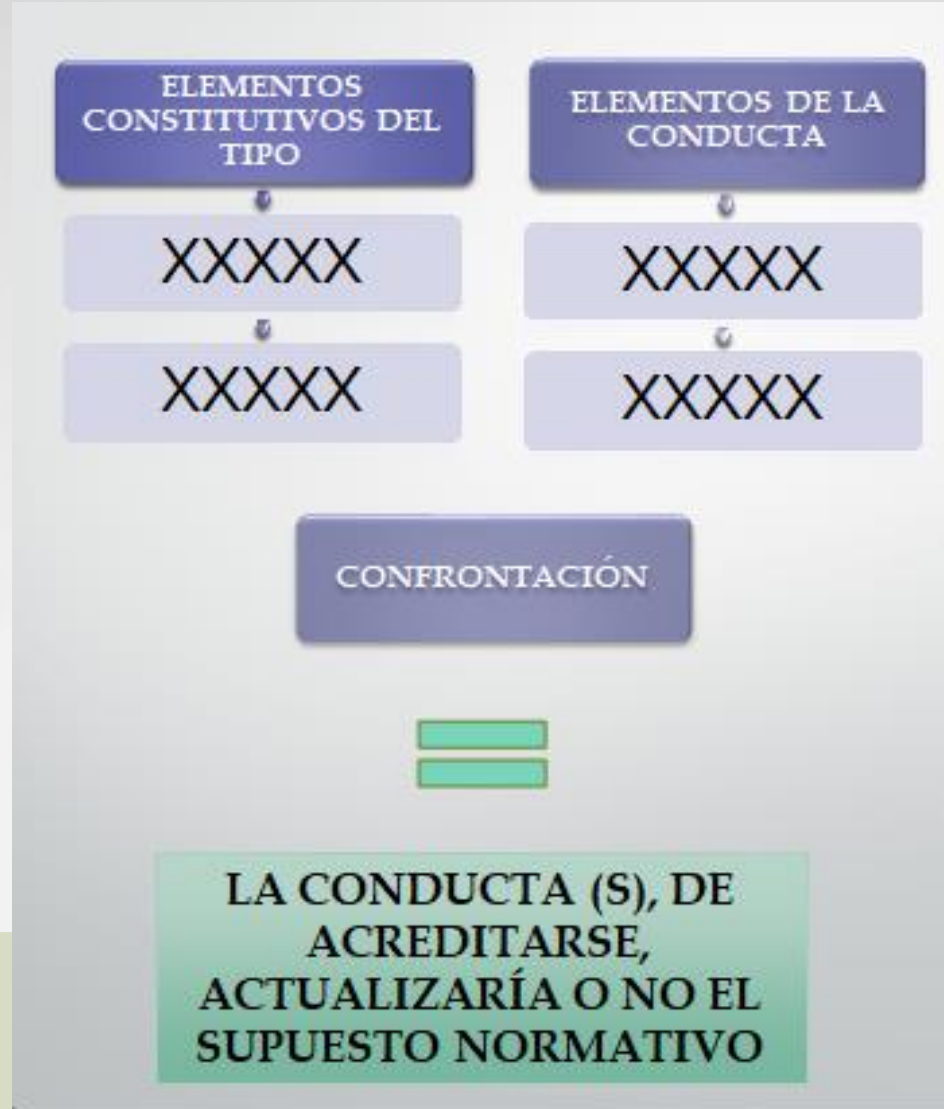 ELEMENTOS
CONSTITUTIVOS DEL
TIPO
XXXXX
XXXXX
ELEMENTOS DE LA
CONDUCTA
XXXXX
XXXXX
CONFRONTACIÓN
LA CONDUCTA (S), DE
ACREDITARSE,
ACTUALIZARÍA O NO EL
SUPUESTO NORMATIVO